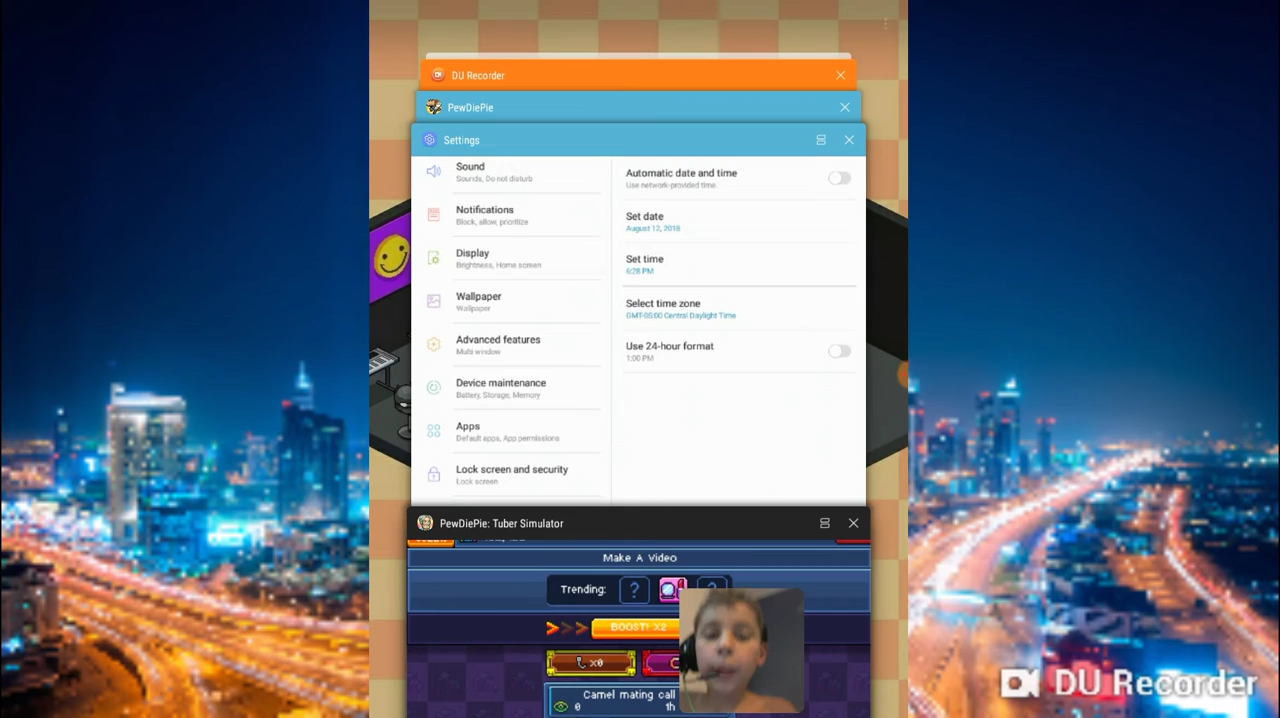 DU Recorder
PewDiePie
Settings
Sound
Sounds, Do not disturb
Notifications
Block, allow, prioritize
Display
Brightness, Home screen
Wallpaper
Wallpaper
Advanced features
Multi window
Device maintenance
Battery, Storage, Memory
Apps
Default apps, App permissions
Lock screen and security
Lock screen
Automatic date and time
Use network-provided time.
Set date
August 12, 2018
Set time
6:28 PM
Select time zone
GMT-05:00 Central Daylight Time
Use 24-hour format
1:00 PM
PewDiePie: Tuber Simulator
Make A Video
Trending: ? ?
BOOST! X2
x0
Camel mating call
0 1h
DU Recorder